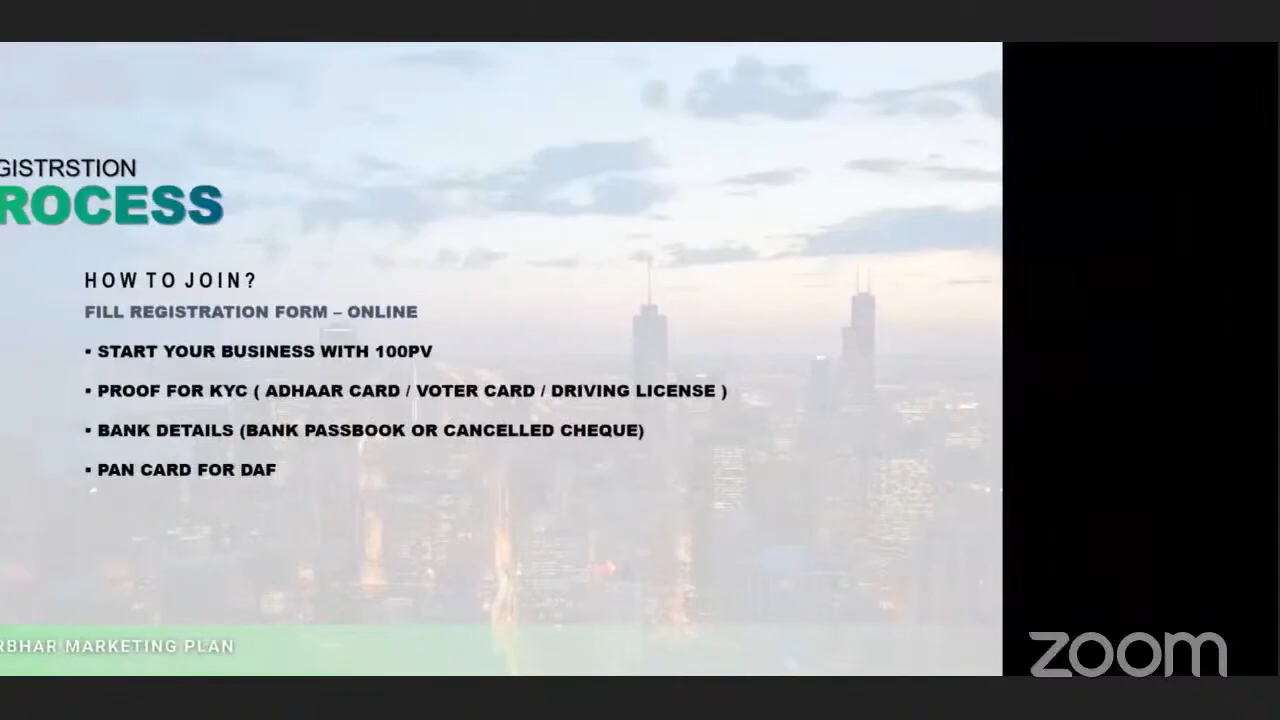 GISTRSTION
ROCESS
HOW TO JOIN?
FILL REGISTRATION FORM – ONLINE
▪ START YOUR BUSINESS WITH 100PV
▪ PROOF FOR KYC ( ADHAAR CARD / VOTER CARD / DRIVING LICENSE )
▪ BANK DETAILS (BANK PASSBOOK OR CANCELLED CHEQUE)
▪ PAN CARD FOR DAF
RBHAR MARKETING PLAN
zoom